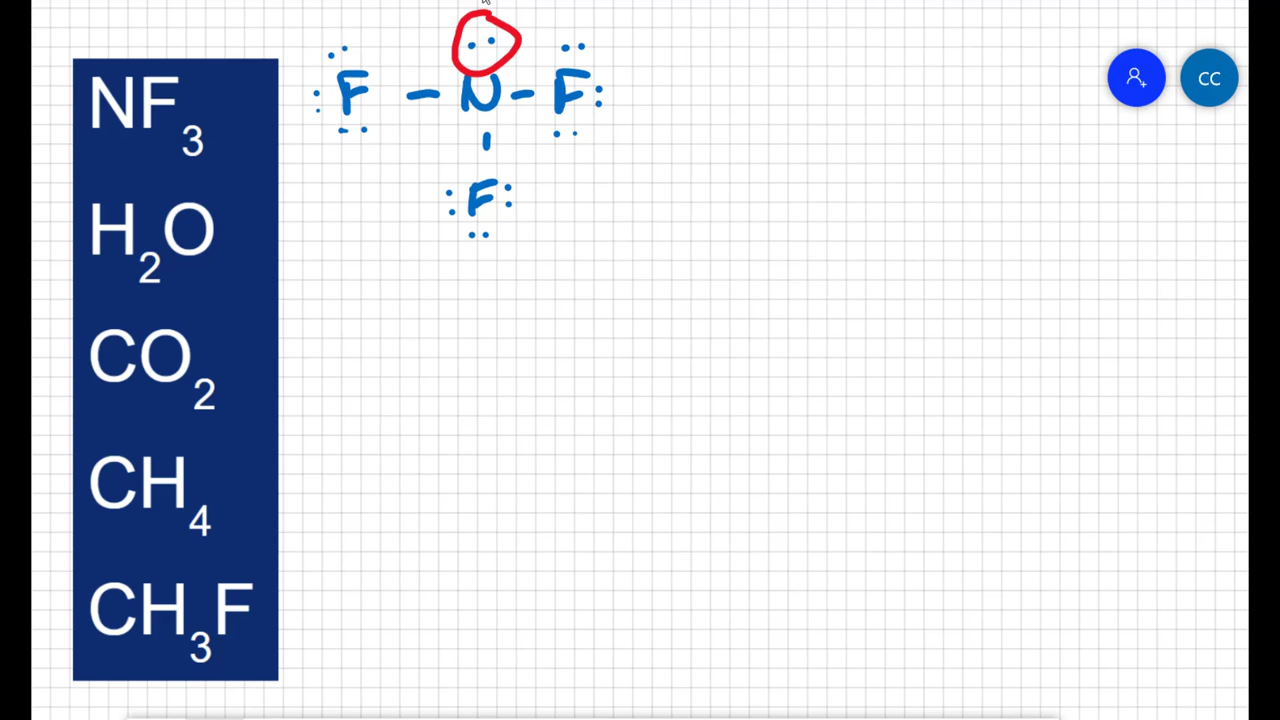 NF3
H2O
CO2
CH4
CH3F
F - N - F
F
CC